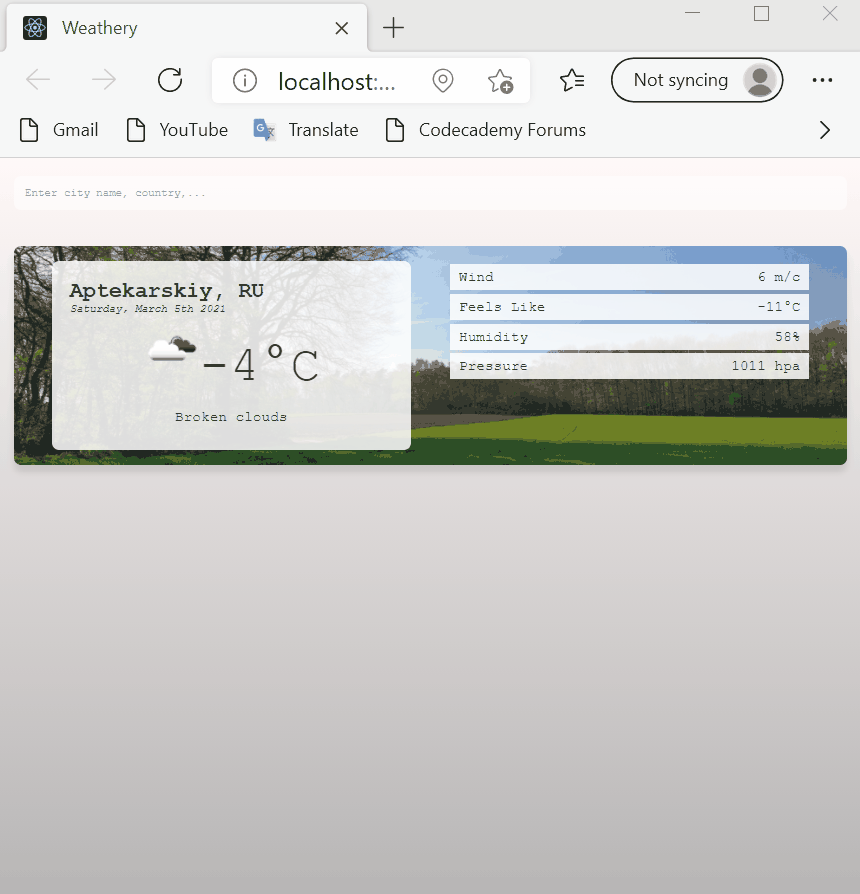 Weathery
localhost:...
Not syncing
Gmail
YouTube
Translate
Codecademy Forums
Enter city name, country,...
Aptekarskiy, RU
Saturday, March 5th 2021
-4°C
Broken clouds
Wind 6 m/c
Feels Like -11°C
Humidity 58%
Pressure 1011 hpa